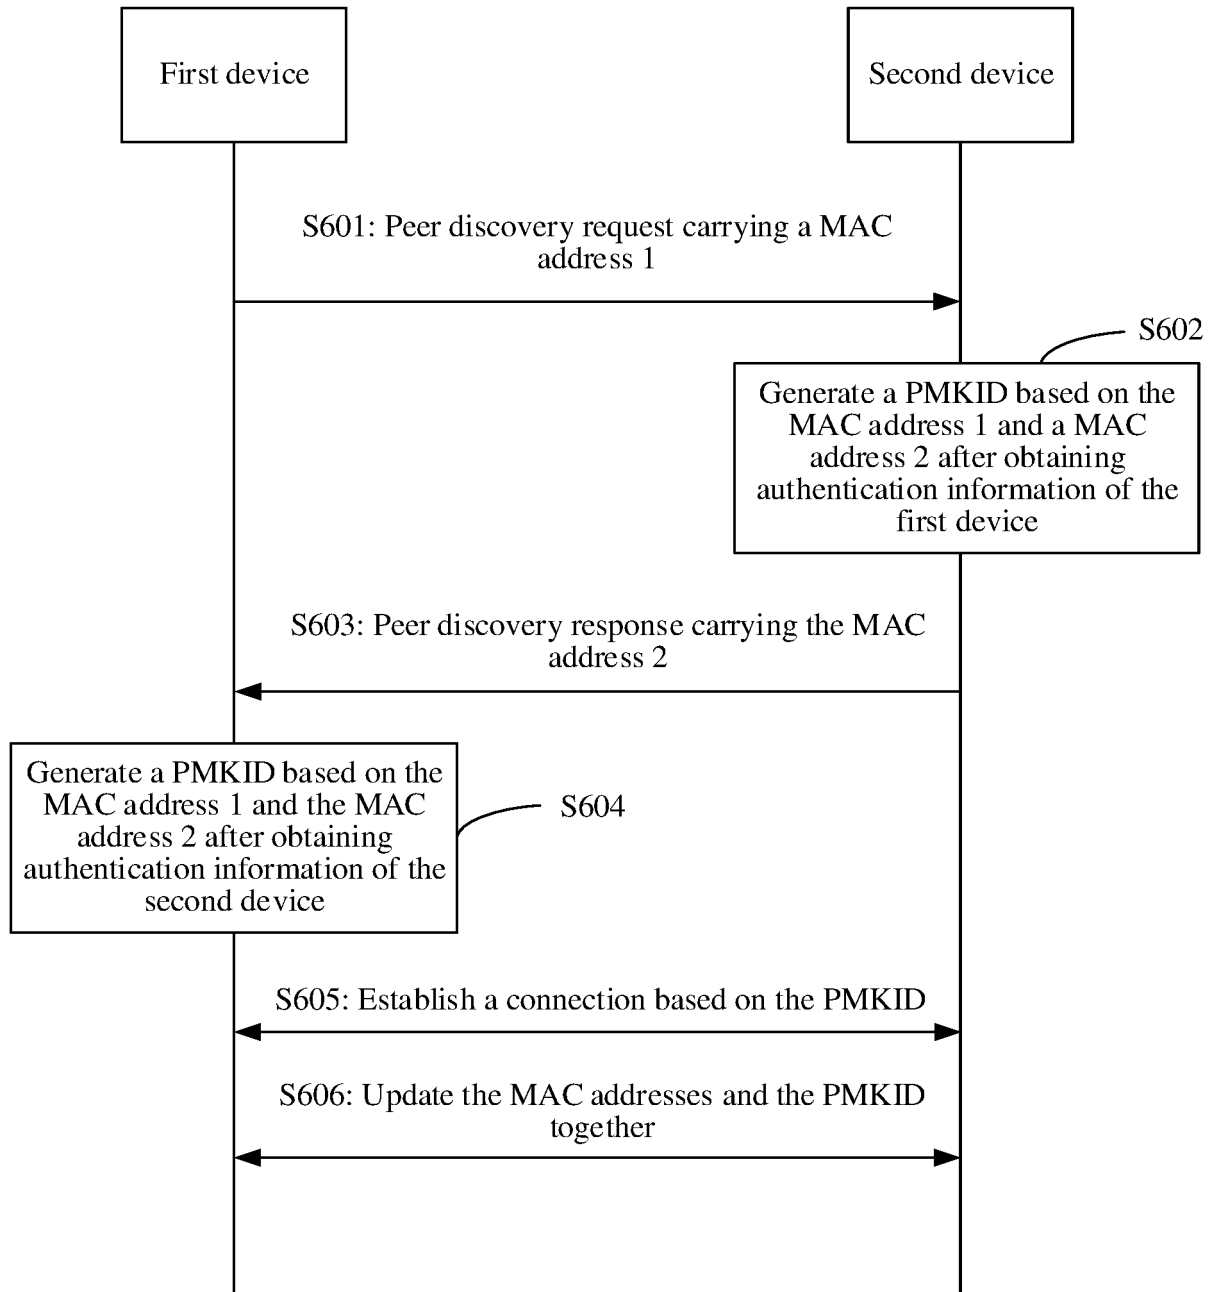 First device
Second device
S601: Peer discovery request carrying a MAC
address 1
S602
Generate a PMKID based on the
MAC address 1 and a MAC
address 2 after obtaining
authentication information of the
first device
S603: Peer discovery response carrying the MAC
address 2
Generate a PMKID based on the
MAC address 1 and the MAC
address 2 after obtaining
authentication information of the
second device
S604
S605: Establish a connection based on the PMKID
S606: Update the MAC addresses and the PMKID
together